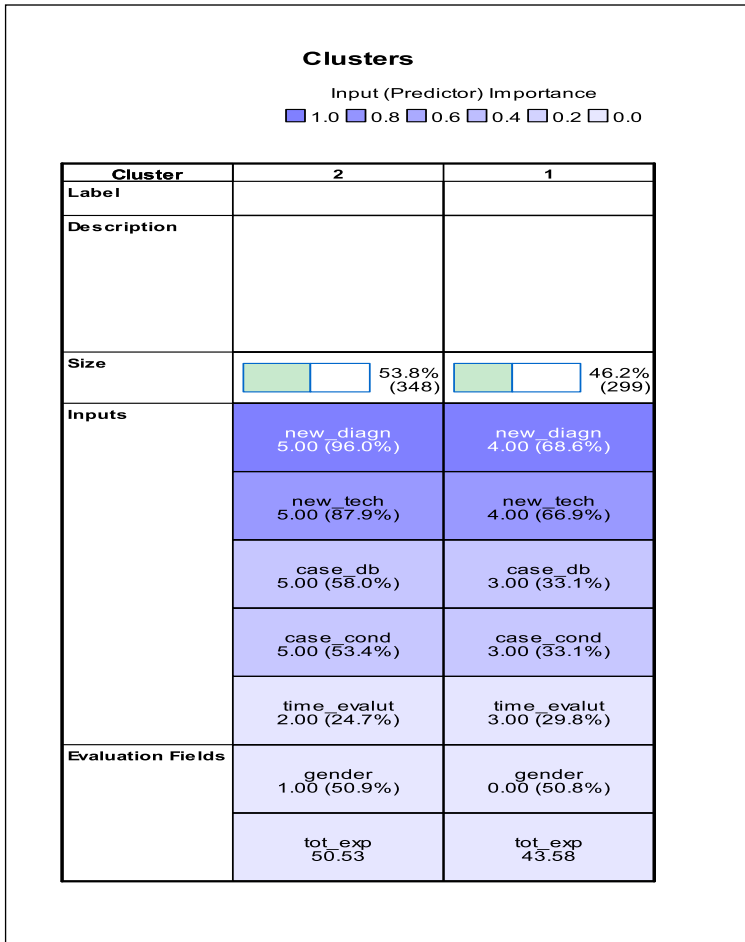 Clusters
Input (Predictor) Importance
1.0 0.8 0.6 0.4 0.2 0.0
Cluster 2 1
Label
Description
Size 53.8% (348) 46.2% (299)
Inputs
new_diagn new_diagn
5.00 (96.0%) 4.00 (68.6%)
new_tech new_tech
5.00 (87.9%) 4.00 (66.9%)
case_db case_db
5.00 (58.0%) 3.00 (33.1%)
case_cond case_cond
5.00 (53.4%) 3.00 (33.1%)
time_evalut time_evalut
2.00 (24.7%) 3.00 (29.8%)
Evaluation Fields
gender gender
1.00 (50.9%) 0.00 (50.8%)
tot_exp tot_exp
50.53 43.58